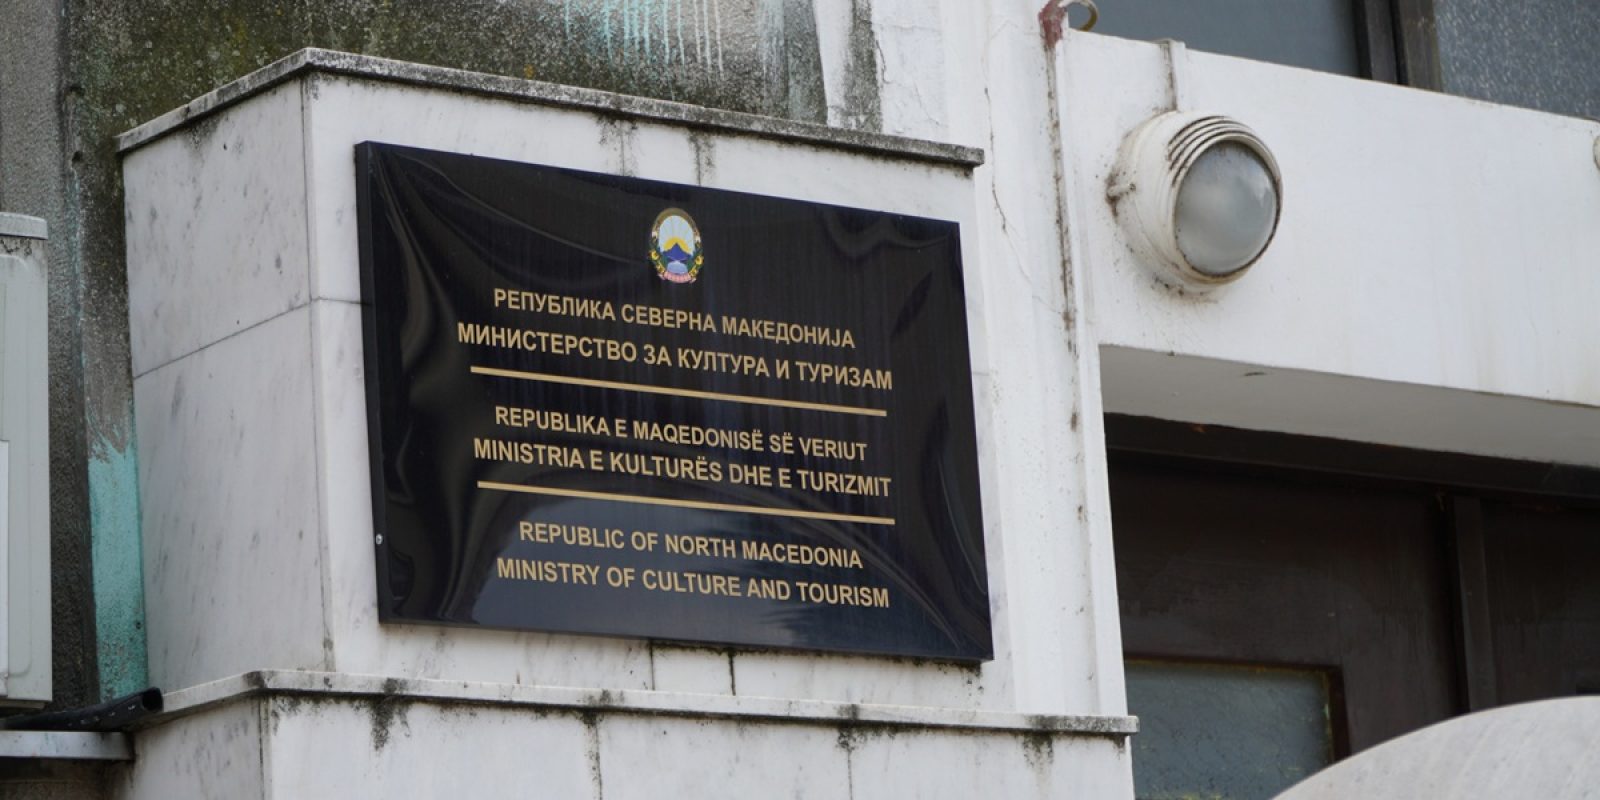 РЕПУБЛИКА СЕВЕРНА МАКЕДОНИЈА
МИНИСТЕРСТВО ЗА КУЛТУРА И ТУРИЗАМ
REPUBLIKA E MAQEDONISË SË VERIUT
MINISTRIA E KULTURËS DHE E TURIZMIT
REPUBLIC OF NORTH MACEDONIA
MINISTRY OF CULTURE AND TOURISM